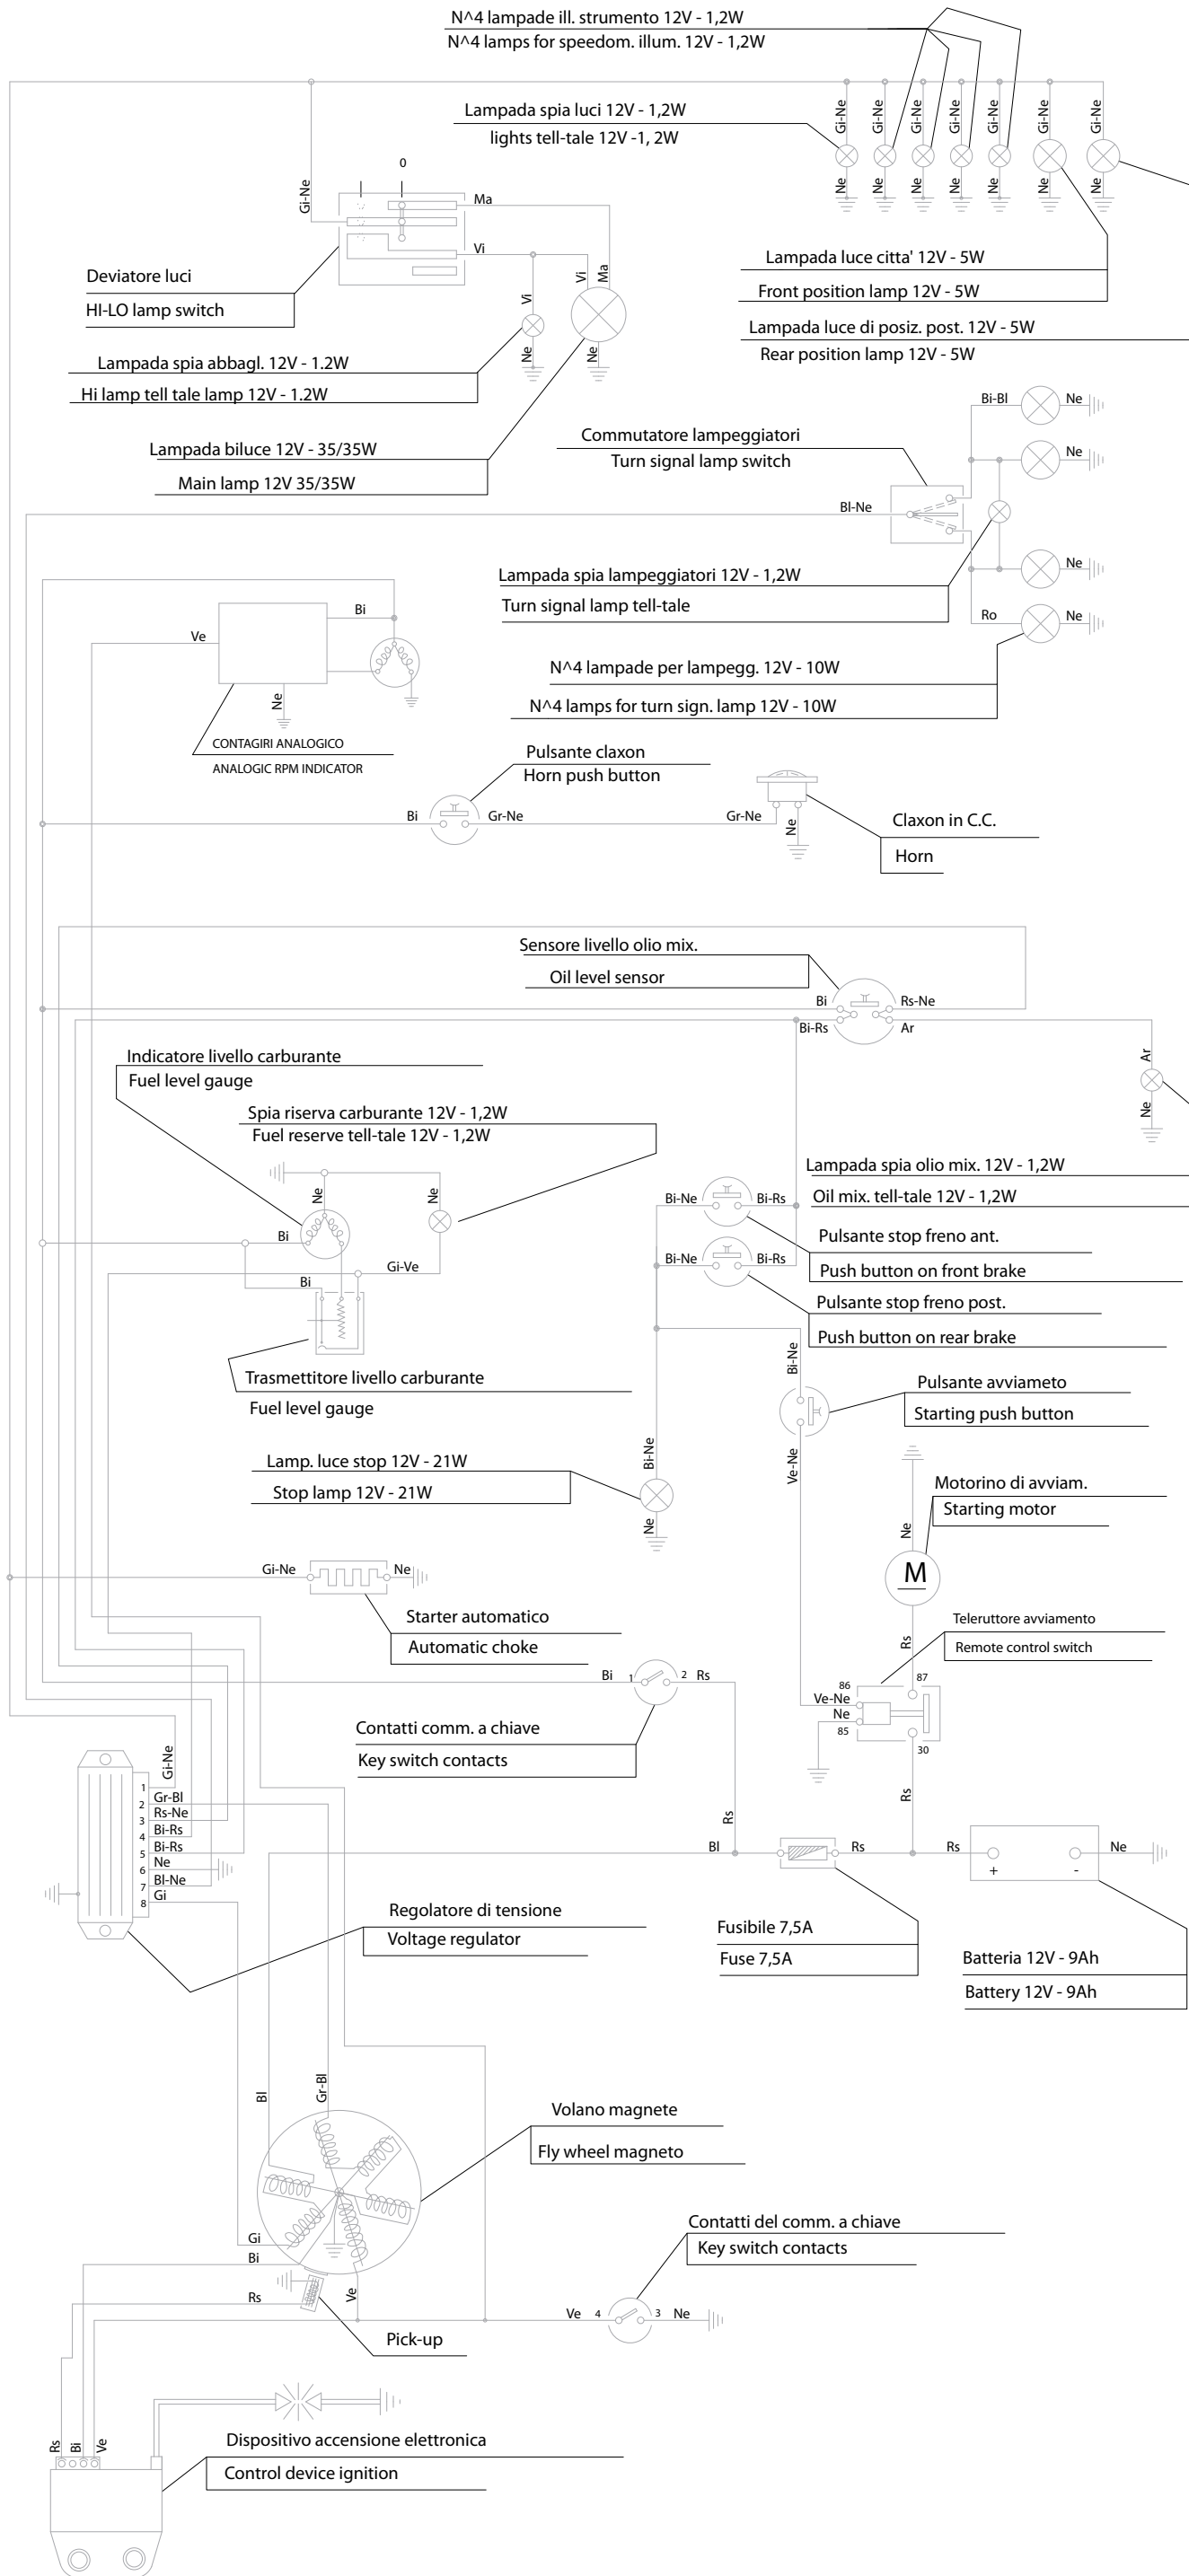 N^4 lampade ill. strumento 12V - 1,2W
N^4 lamps for speedom. illum. 12V - 1,2W
Lampada spia luci 12V - 1,2W
lights tell-tale 12V -1, 2W
Gi-Ne
Gi-Ne
Gi-Ne
Gi-Ne
Gi-Ne
Gi-Ne
Gi-Ne
Ne
Ne
Ne
Ne
Ne
Ne
Ne
0
Gi-Ne
Ma
Vi
Vi
Vi
Ma
Ne
Ne
Deviatore luci
HI-LO lamp switch
Lampada luce citta' 12V - 5W
Front position lamp 12V - 5W
Lampada luce di posiz. post. 12V - 5W
Rear position lamp 12V - 5W
Lampada spia abbagl. 12V - 1.2W
Hi lamp tell tale lamp 12V - 1.2W
Lampada biluce 12V - 35/35W
Main lamp 12V 35/35W
Commutatore lampeggiatori
Turn signal lamp switch
Bi-Bl
Ne
Ne
Bl-Ne
Ne
Ro
Ne
Lampada spia lampeggiatori 12V - 1,2W
Turn signal lamp tell-tale
N^4 lampade per lampegg. 12V - 10W
N^4 lamps for turn sign. lamp 12V - 10W
Ve
Bi
Ne
CONTAGIRI ANALOGICO
ANALOGIC RPM INDICATOR
Pulsante claxon
Horn push button
Bi
Gr-Ne
Gr-Ne
Ne
Claxon in C.C.
Horn
Sensore livello olio mix.
Oil level sensor
Bi
Rs-Ne
Bi-Rs
Ar
Ar
Ne
Indicatore livello carburante
Fuel level gauge
Spia riserva carburante 12V - 1,2W
Fuel reserve tell-tale 12V - 1,2W
Ne
Ne
Bi
Bi
Gi-Ve
Lampada spia olio mix. 12V - 1,2W
Oil mix. tell-tale 12V - 1,2W
Bi-Ne
Bi-Rs
Pulsante stop freno ant.
Push button on front brake
Bi-Ne
Bi-Rs
Pulsante stop freno post.
Push button on rear brake
Trasmettitore livello carburante
Fuel level gauge
Bi-Ne
Pulsante avviameto
Starting push button
Ve-Ne
Lamp. luce stop 12V - 21W
Stop lamp 12V - 21W
Bi-Ne
Ne
Motorino di avviam.
Starting motor
Ne
M
Rs
Gi-Ne
Ne
Starter automatico
Automatic choke
Teleruttore avviamento
Remote control switch
Bi
1
2
Rs
86
87
Ve-Ne
Ne
85
30
Contatti comm. a chiave
Key switch contacts
Rs
Rs
Gi-Ne
1
2
3
4
5
6
7
8
Gr-Bl
Rs-Ne
Bi-Rs
Bi-Rs
Ne
Bl-Ne
Gi
Bl
Rs
Rs
+
-
Ne
Regolatore di tensione
Voltage regulator
Fusibile 7,5A
Fuse 7,5A
Batteria 12V - 9Ah
Battery 12V - 9Ah
Bl
Gr-Bl
Volano magnete
Fly wheel magneto
Gi
Bi
Rs
Ve
Pick-up
Contatti del comm. a chiave
Key switch contacts
Ve
4
3
Ne
Rs
Bi
Ve
Dispositivo accensione elettronica
Control device ignition